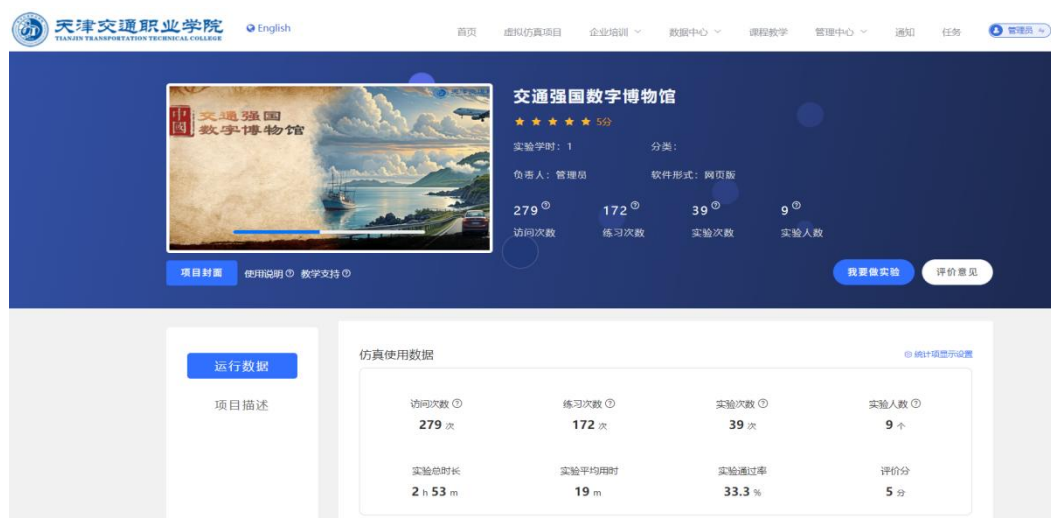 天津交通职业学院
TIANJIN TRANSPORTATION TECHNICAL COLLEGE
English
首页 虚拟仿真项目 企业培训 数据中心 课程教学 管理中心 通知 任务 管理员
中國
交通强国
数字博物馆
交通强国数字博物馆
5分
实验学时：1 分类：
负责人：管理员 软件形式：网页版
279 172 39 9
访问次数 练习次数 实验次数 实验人数
项目封面 使用说明 教学支持
我要做实验 评价意见
运行数据
项目描述
仿真使用数据 统计项显示设置
访问次数 练习次数 实验次数 实验人数
279 次 172 次 39 次 9 个
实验总时长 实验平均用时 实验通过率 评价分
2 h 53 m 19 m 33.3 % 5 分